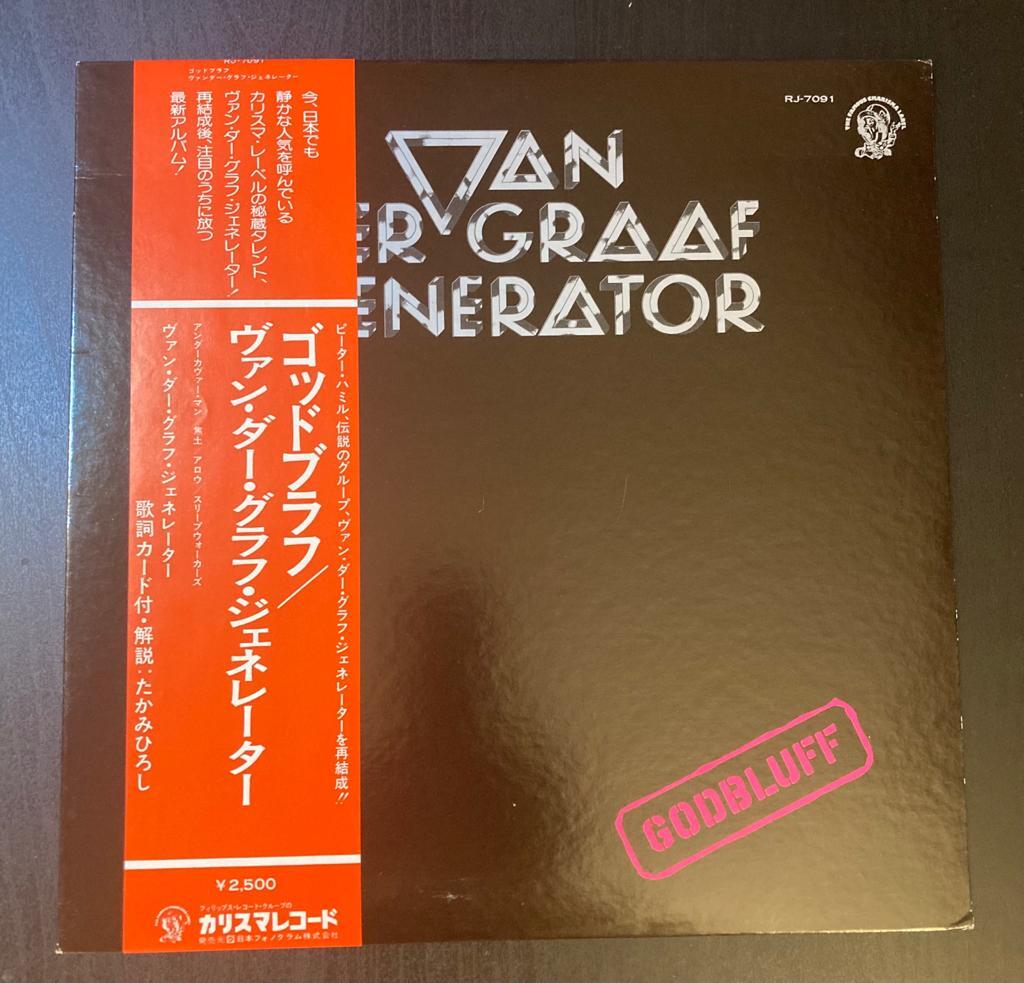 RJ-7091
ゴッドブラフ
ヴァンダー・グラフ・ジェネレーター
今、日本でも
静かな人気を呼んでいる
カリスマ・レーベルの秘蔵タレント、
ヴァン・ダー・グラフ・ジェネレーター!
再結成後、注目のうちに放つ
最新アルバム!
ピーター・ハミル、伝説のグループ、ヴァン・ダー・グラフ・ジェネレーターを再結成!!
ゴッドブラフ/
ヴァン・ダー・グラフ・ジェネレーター
アンダーカヴァー・マン 焦土 アロウ スリープウォーカーズ
ヴァン・ダー・グラフ・ジェネレーター
歌詞カード付・解説:たかみひろし
¥2,500
フィリップス・レコード・グループの
カリスマレコード
発売元 日本フォノグラム株式会社
RJ-7091
THE FAMOUS CHARISMA LABEL
VAN
ER GRAAF
ENERATOR
GODBLUFF